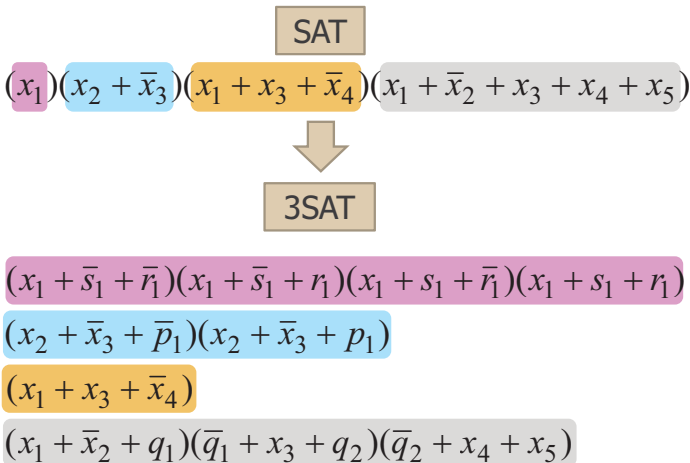 SAT
(x₁)(x₂ + x̄₃)(x₁ + x₃ + x̄₄)(x₁ + x̄₂ + x₃ + x₄ + x₅)
3SAT
(x₁ + s̄₁ + r̄₁)(x₁ + s̄₁ + r₁)(x₁ + s₁ + r̄₁)(x₁ + s₁ + r₁)
(x₂ + x̄₃ + p̄₁)(x₂ + x̄₃ + p₁)
(x₁ + x₃ + x̄₄)
(x₁ + x̄₂ + q₁)(q̄₁ + x₃ + q₂)(q̄₂ + x₄ + x₅)